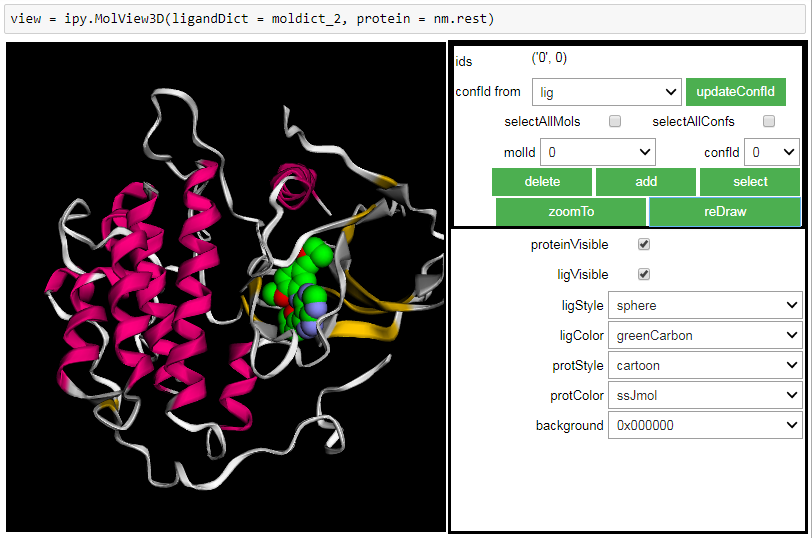 view = ipy.MolView3D(ligandDict = moldict_2, protein = nm.rest)
ids ('0', 0)
confId from lig updateConfId
selectAllMols selectAllConfs
molId 0 confId 0
delete add select
zoomTo reDraw
proteinVisible
ligVisible
ligStyle sphere
ligColor greenCarbon
protStyle cartoon
protColor ssJmol
background 0x000000